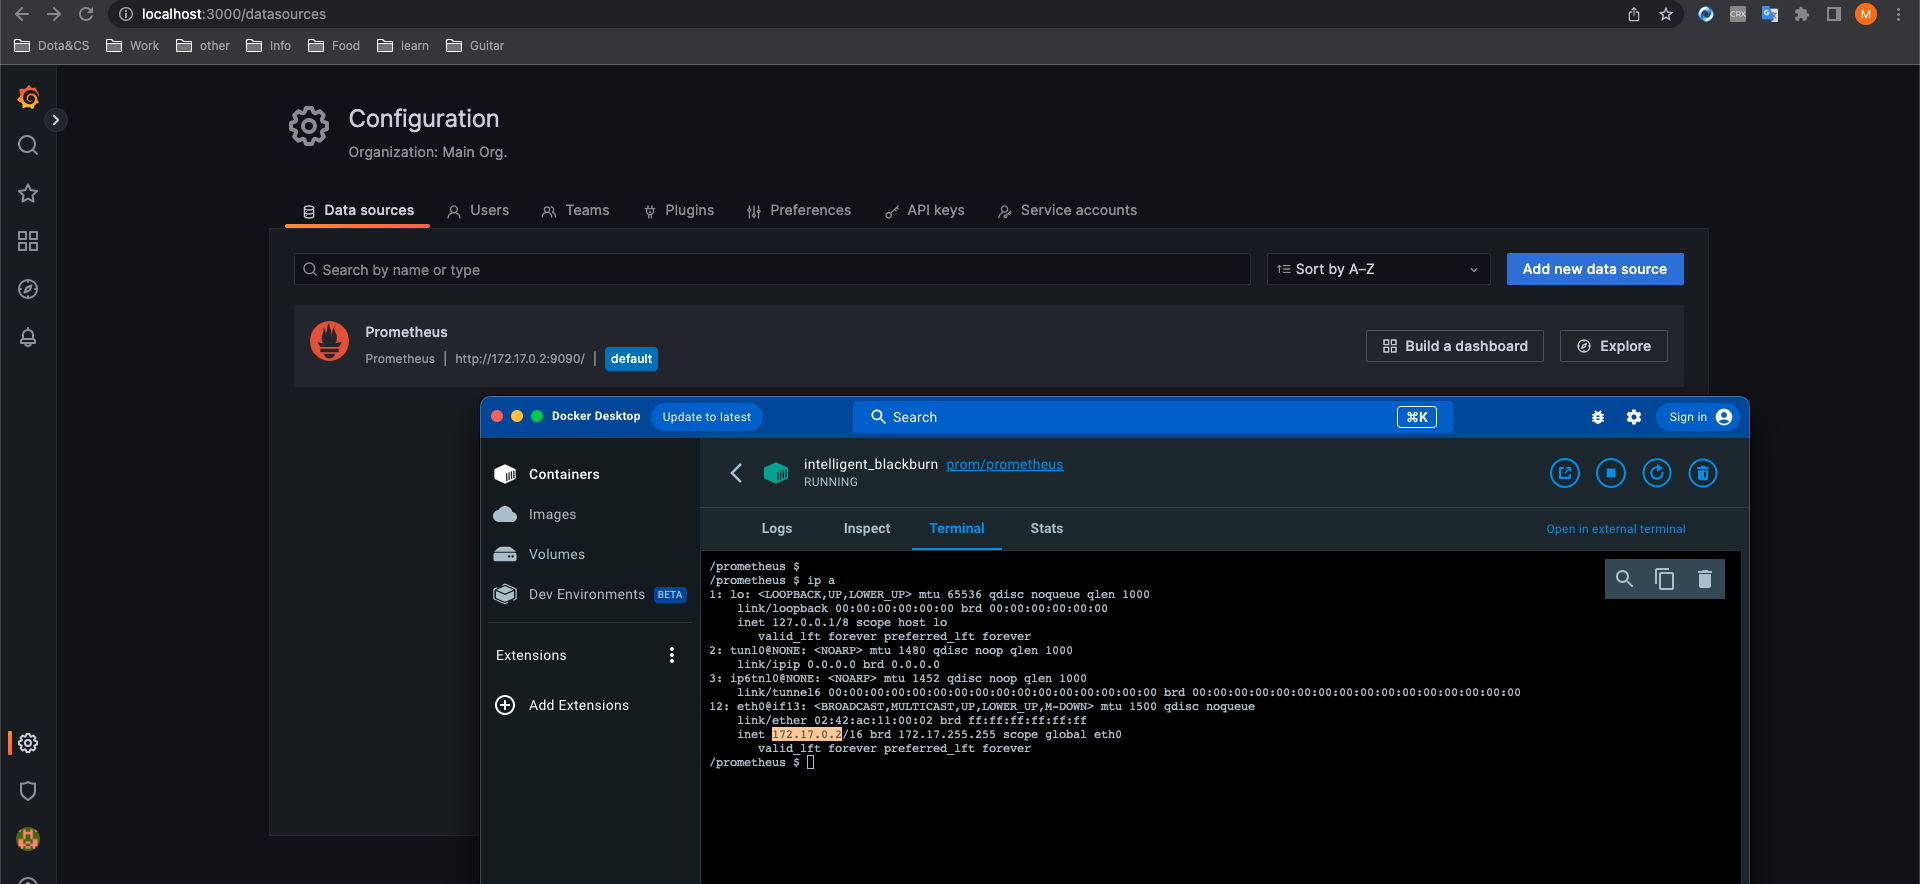 localhost:3000/datasources
CRX
M
Dota&CS Work other Info Food learn Guitar
Configuration
Organization: Main Org.
Data sources Users Teams Plugins Preferences API keys Service accounts
Search by name or type
Sort by A–Z
Add new data source
Prometheus
Prometheus | http://172.17.0.2:9090/ | default
Build a dashboard
Explore
Docker Desktop
Update to latest
Search
⌘K
Sign in
Containers
Images
Volumes
Dev Environments BETA
Extensions
Add Extensions
intelligent_blackburn prom/prometheus
RUNNING
Logs Inspect Terminal Stats
Open in external terminal
/prometheus $
/prometheus $ ip a
1: lo: <LOOPBACK,UP,LOWER_UP> mtu 65536 qdisc noqueue qlen 1000
link/loopback 00:00:00:00:00:00 brd 00:00:00:00:00:00
inet 127.0.0.1/8 scope host lo
valid_lft forever preferred_lft forever
2: tunl0@NONE: <NOARP> mtu 1480 qdisc noop qlen 1000
link/ipip 0.0.0.0 brd 0.0.0.0
3: ip6tnl0@NONE: <NOARP> mtu 1452 qdisc noop qlen 1000
link/tunnel6 00:00:00:00:00:00:00:00:00:00:00:00:00:00:00:00 brd 00:00:00:00:00:00:00:00:00:00:00:00:00:00:00:00
12: eth0@if13: <BROADCAST,MULTICAST,UP,LOWER_UP,M-DOWN> mtu 1500 qdisc noqueue
link/ether 02:42:ac:11:00:02 brd ff:ff:ff:ff:ff:ff
inet 172.17.0.2/16 brd 172.17.255.255 scope global eth0
valid_lft forever preferred_lft forever
/prometheus $